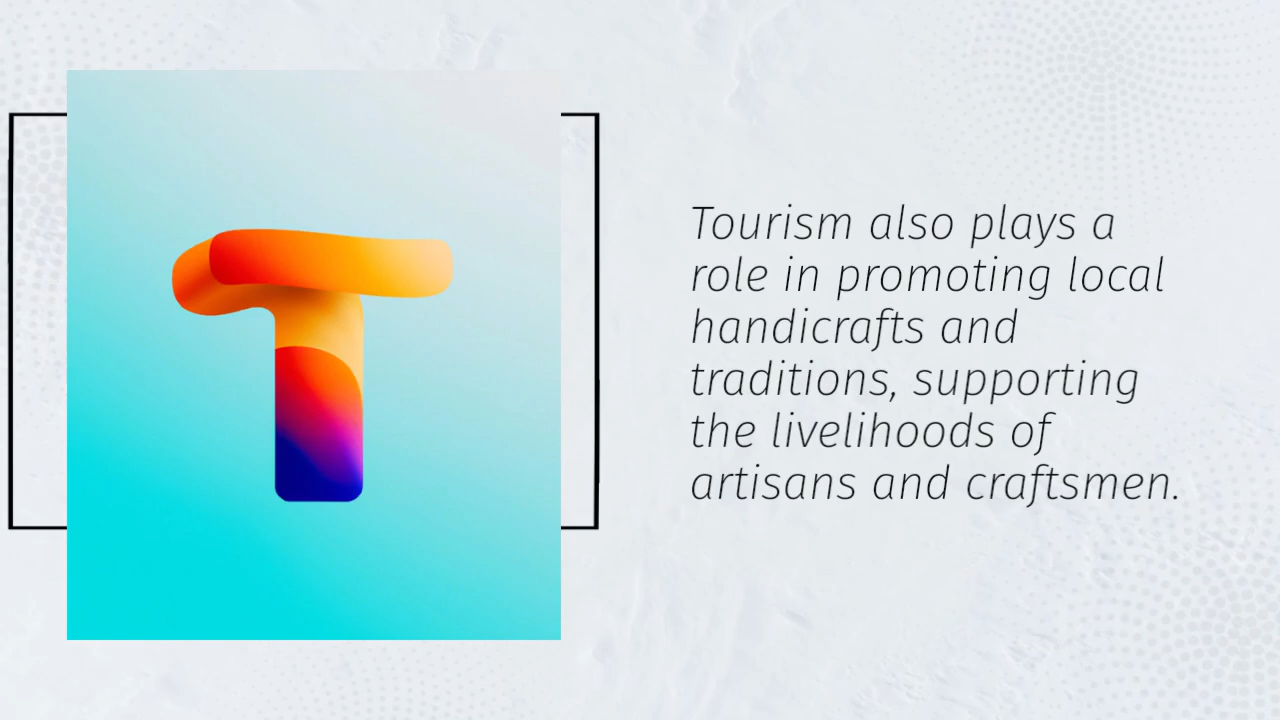 T
Tourism also plays a
role in promoting local
handicrafts and
traditions, supporting
the livelihoods of
artisans and craftsmen.